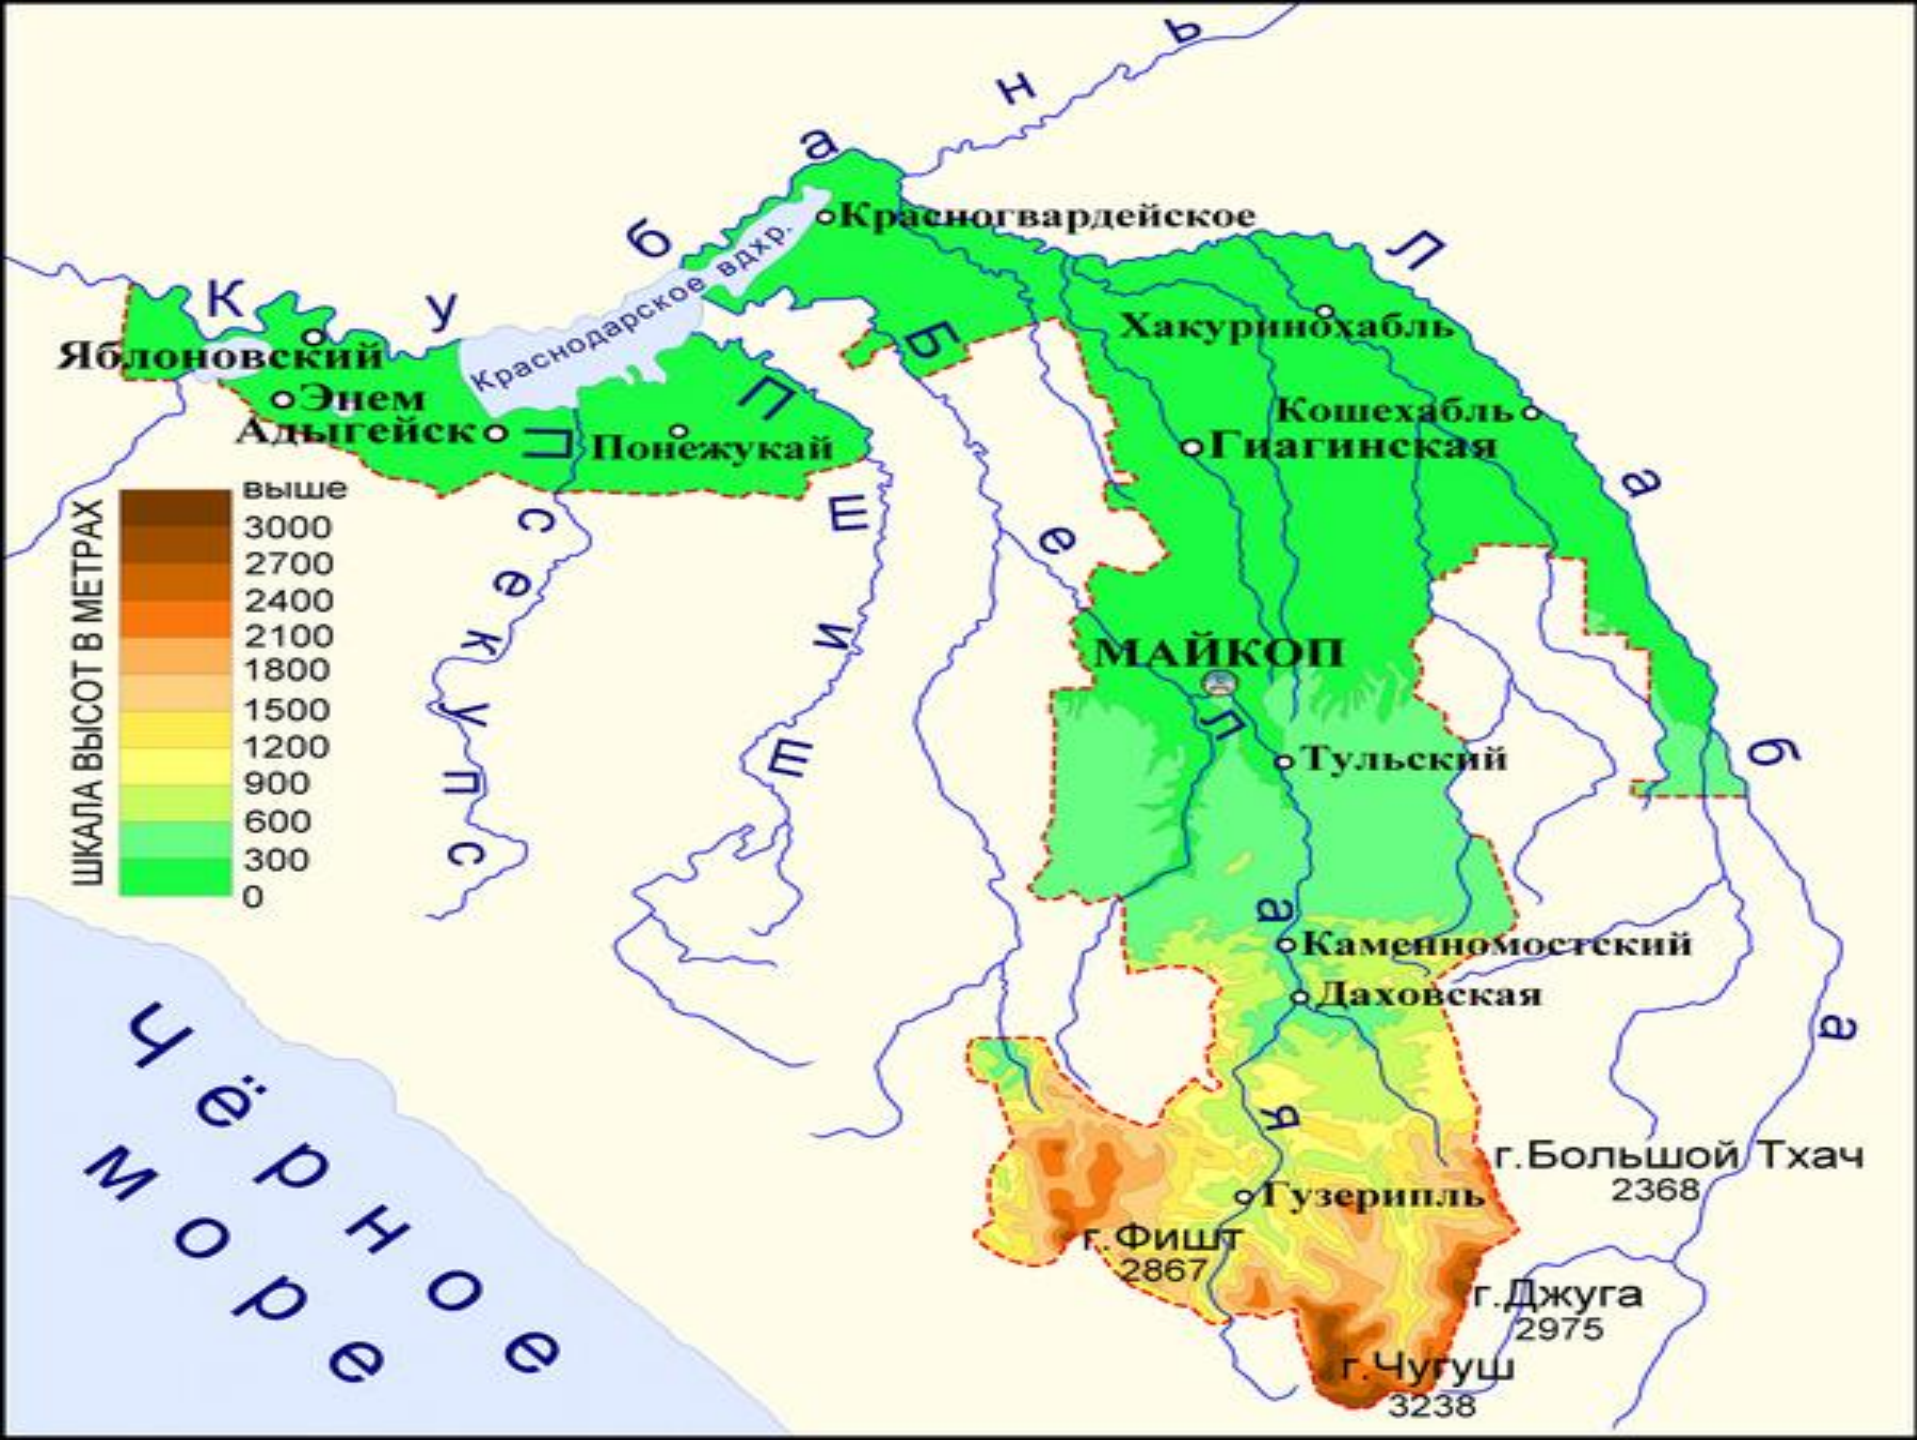 Кубань
Красногвардейское
Краснодарское вдхр.
Лаба
Яблоновский
Хакуринохабль
Энем
Адыгейск
Понежукай
Кошехабль
Гиагинская
Псекупс
Пшиш
Белая
ШКАЛА ВЫСОТ В МЕТРАХ
выше
3000
2700
2400
2100
1800
1500
1200
900
600
300
0
МАЙКОП
Тульский
Каменномостский
Даховская
Чёрное
море
г.Большой Тхач
2368
Гузерипль
г.Фишт
2867
г.Джуга
2975
г.Чугуш
3238